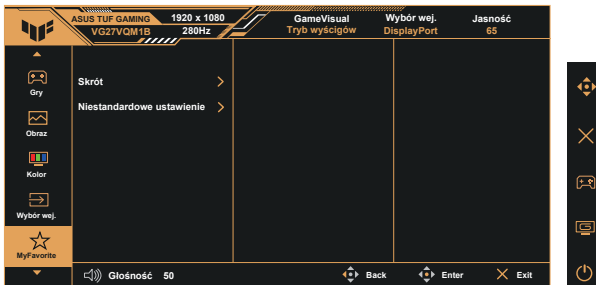 ASUS TUF GAMING 1920 x 1080 GameVisual Wybór wej. Jasność
VG27VQM1B 280Hz Tryb wyścigów DisplayPort 65
Gry
Skrót
Niestandardowe ustawienie
Obraz
Kolor
Wybór wej.
MyFavorite
Głośność 50 Back Enter Exit